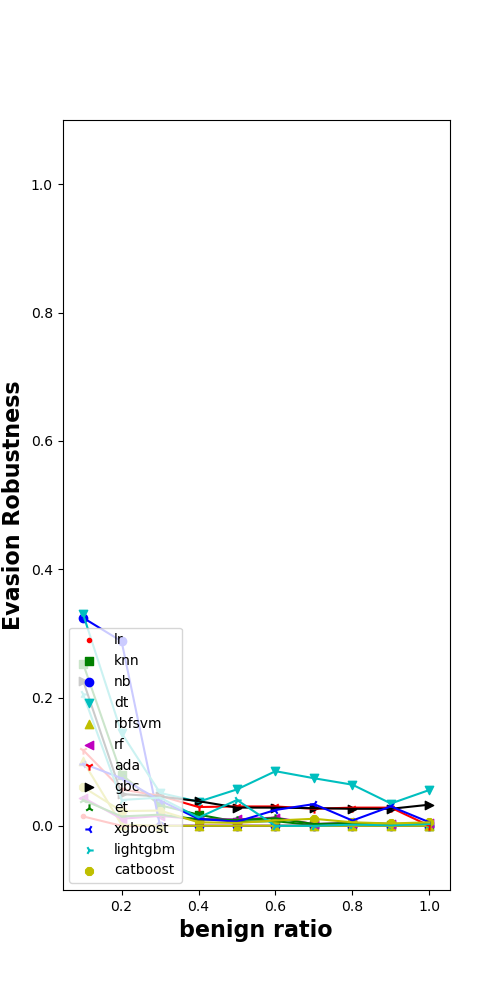 1.0
0.8
0.6
0.4
0.2
0.0
Evasion Robustness
lr
knn
nb
dt
rbfsvm
rf
ada
gbc
et
xgboost
lightgbm
catboost
0.2 0.4 0.6 0.8 1.0
benign ratio